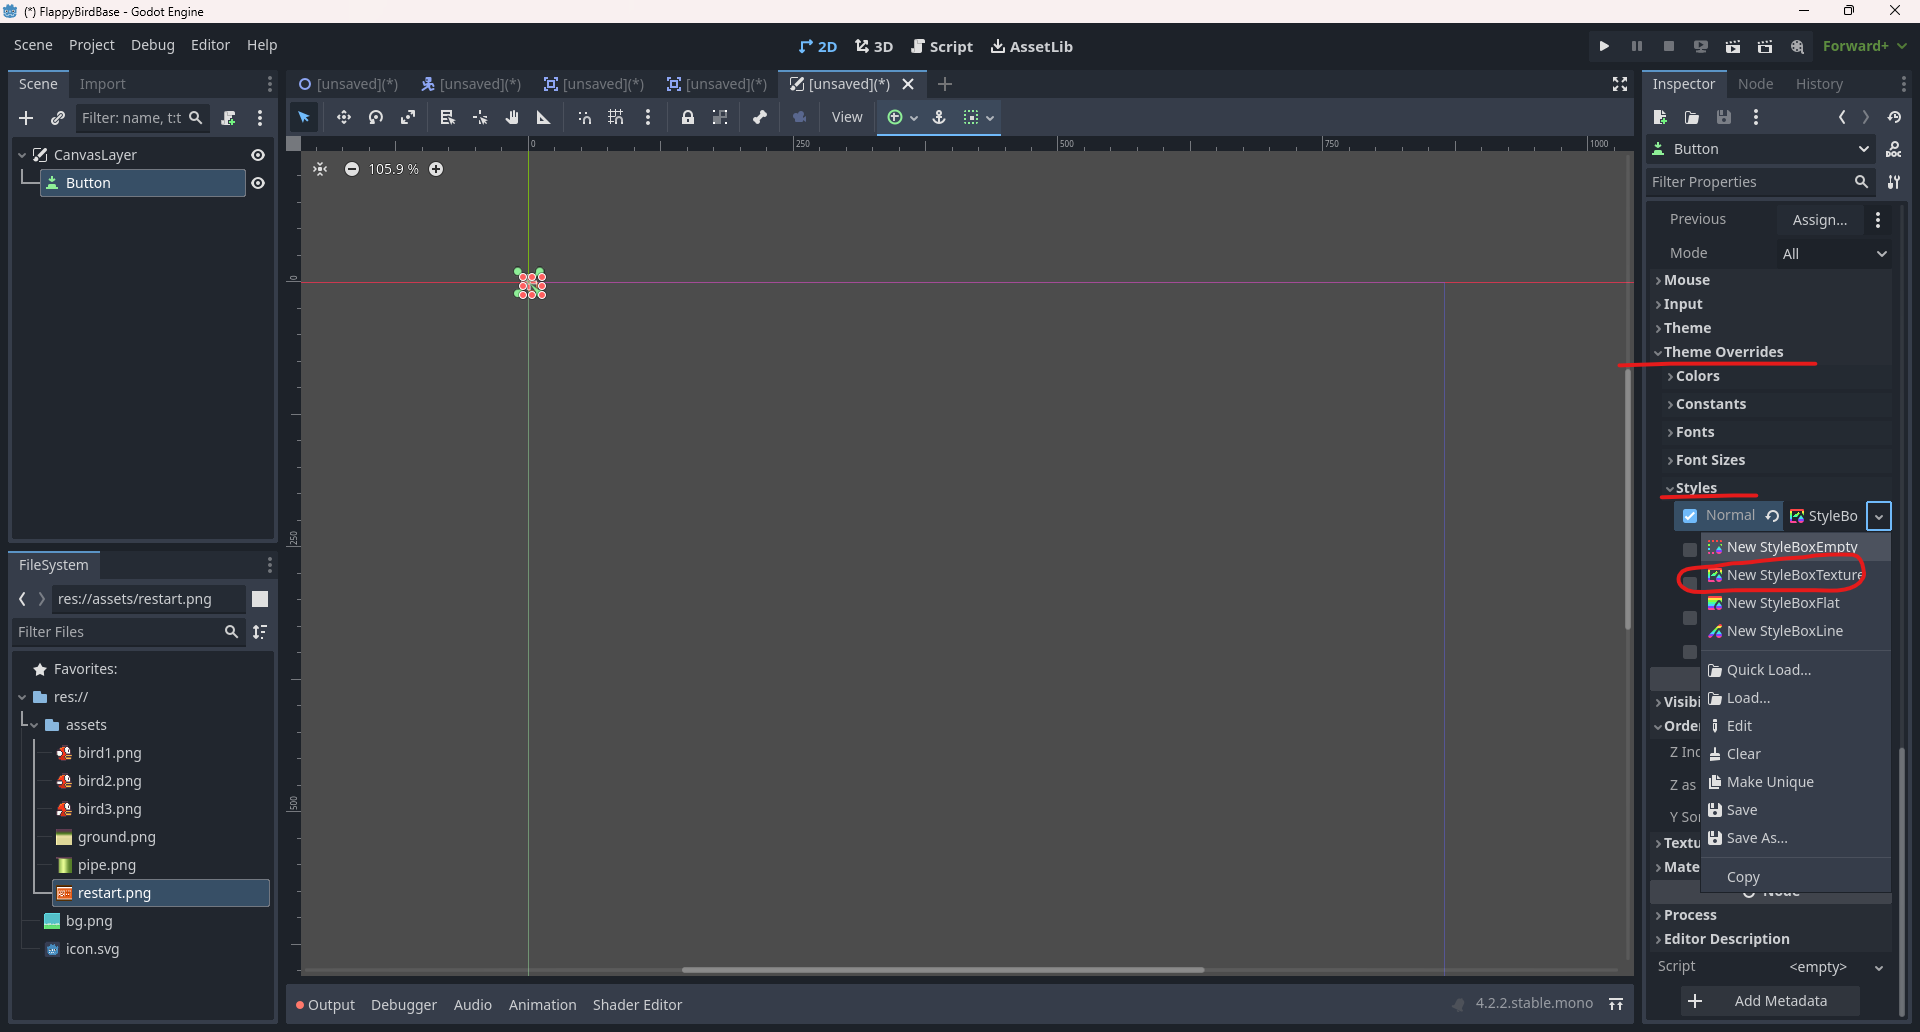 (*) FlappyBirdBase - Godot Engine
Scene Project Debug Editor Help
2D 3D Script AssetLib
Forward+
Scene Import
[unsaved](*) [unsaved](*) [unsaved](*) [unsaved](*) [unsaved](*)
Inspector Node History
Filter: name, t:t
View
CanvasLayer
Button
0 250 500 750 1000
105.9 %
0
250
500
Button
Filter Properties
Previous Assign...
Mode All
Mouse
Input
Theme
Theme Overrides
Colors
Constants
Fonts
Font Sizes
Styles
Normal StyleBo
New StyleBoxEmpty
New StyleBoxTexture
New StyleBoxFlat
New StyleBoxLine
Quick Load...
Load...
Visibi
Edit
Orde
Clear
Z Inc
Make Unique
Z as
Save
Y So
Save As...
Textu
Mate
Copy
Node
Process
Editor Description
Script <empty>
Add Metadata
FileSystem
res://assets/restart.png
Filter Files
Favorites:
res://
assets
bird1.png
bird2.png
bird3.png
ground.png
pipe.png
restart.png
bg.png
icon.svg
Output Debugger Audio Animation Shader Editor
4.2.2.stable.mono